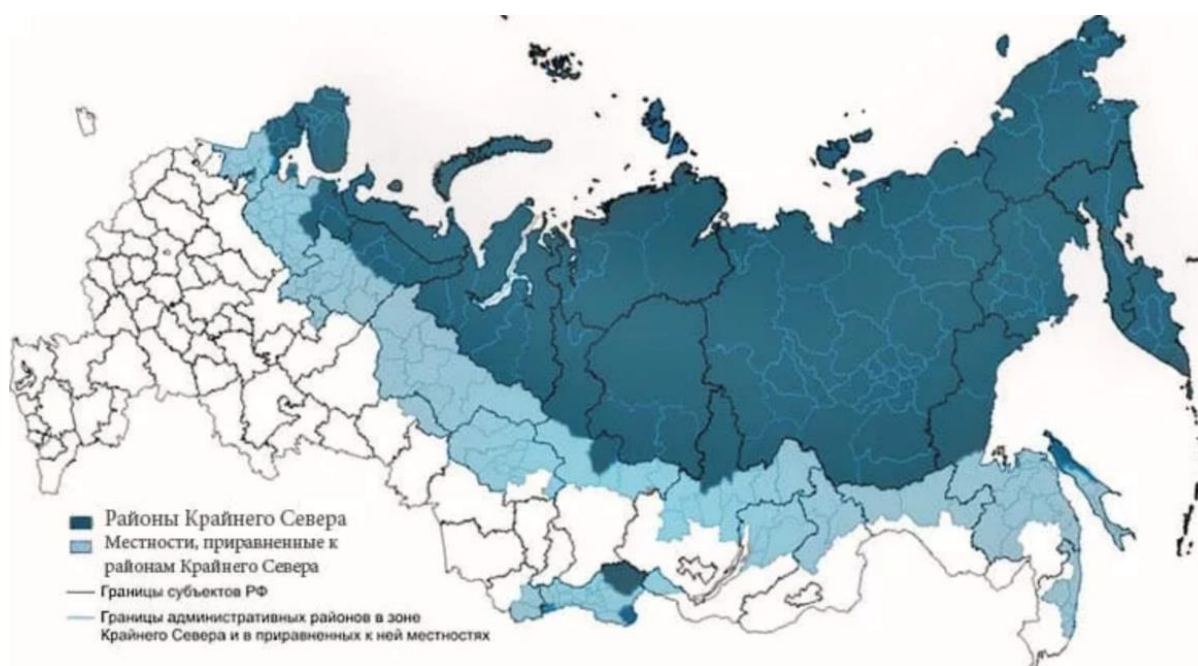 Районы Крайнего Севера
Местности, приравненные к
районам Крайнего Севера
Границы субъектов РФ
Границы административных районов в зоне
Крайнего Севера и в приравненных к ней местностях